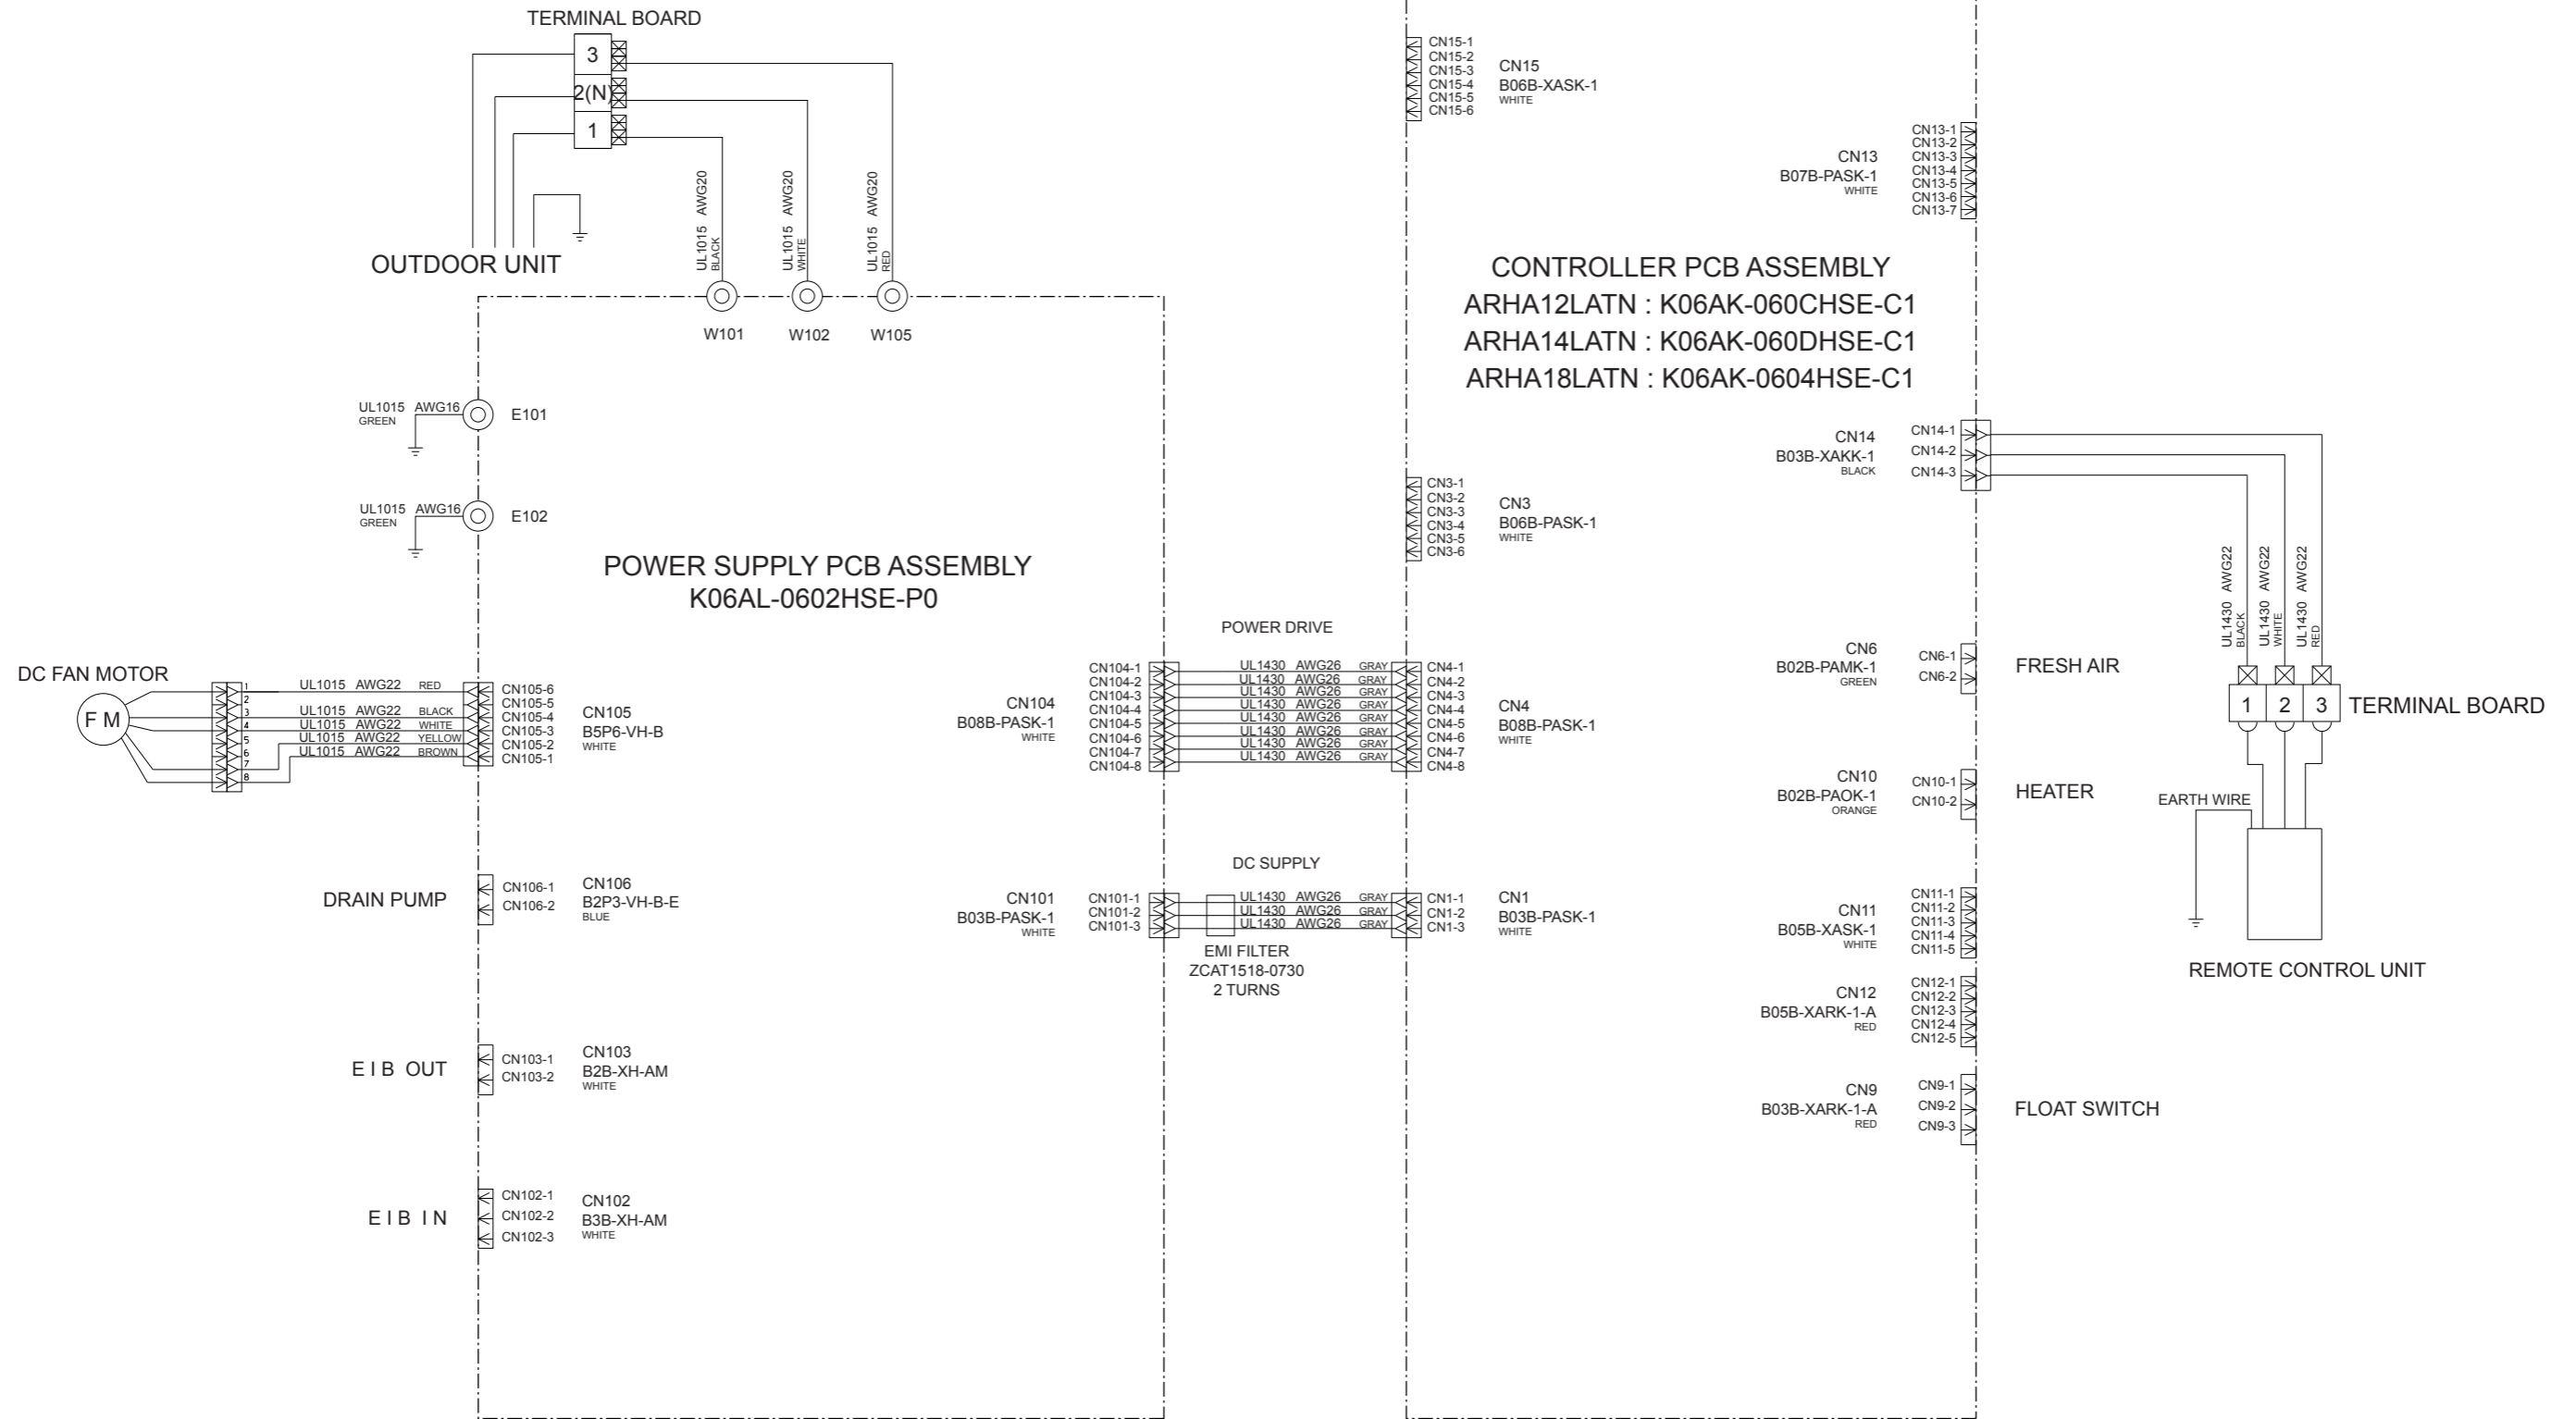 TERMINAL BOARD
3
2(N)
1
OUTDOOR UNIT
UL1015 AWG20
BLACK
UL1015 AWG20
WHITE
UL1015 AWG20
RED
W101
W102
W105
UL1015 AWG16
GREEN
E101
UL1015 AWG16
GREEN
E102
POWER SUPPLY PCB ASSEMBLY
K06AL-0602HSE-P0
DC FAN MOTOR
F M
1
2
3
4
5
6
7
8
UL1015 AWG22 RED
UL1015 AWG22 BLACK
UL1015 AWG22 WHITE
UL1015 AWG22 YELLOW
UL1015 AWG22 BROWN
CN105-6
CN105-5
CN105-4
CN105-3
CN105-2
CN105-1
CN105
B5P6-VH-B
WHITE
DRAIN PUMP
CN106-1
CN106-2
CN106
B2P3-VH-B-E
BLUE
E I B OUT
CN103-1
CN103-2
CN103
B2B-XH-AM
WHITE
E I B I N
CN102-1
CN102-2
CN102-3
CN102
B3B-XH-AM
WHITE
CN104
B08B-PASK-1
WHITE
CN104-1
CN104-2
CN104-3
CN104-4
CN104-5
CN104-6
CN104-7
CN104-8
POWER DRIVE
UL1430 AWG26 GRAY
UL1430 AWG26 GRAY
UL1430 AWG26 GRAY
UL1430 AWG26 GRAY
UL1430 AWG26 GRAY
UL1430 AWG26 GRAY
UL1430 AWG26 GRAY
UL1430 AWG26 GRAY
CN4-1
CN4-2
CN4-3
CN4-4
CN4-5
CN4-6
CN4-7
CN4-8
CN4
B08B-PASK-1
WHITE
CN101
B03B-PASK-1
WHITE
CN101-1
CN101-2
CN101-3
DC SUPPLY
UL1430 AWG26 GRAY
UL1430 AWG26 GRAY
UL1430 AWG26 GRAY
EMI FILTER
ZCAT1518-0730
2 TURNS
CN1-1
CN1-2
CN1-3
CN1
B03B-PASK-1
WHITE
CN15-1
CN15-2
CN15-3
CN15-4
CN15-5
CN15-6
CN15
B06B-XASK-1
WHITE
CN13
B07B-PASK-1
WHITE
CN13-1
CN13-2
CN13-3
CN13-4
CN13-5
CN13-6
CN13-7
CONTROLLER PCB ASSEMBLY
ARHA12LATN : K06AK-060CHSE-C1
ARHA14LATN : K06AK-060DHSE-C1
ARHA18LATN : K06AK-0604HSE-C1
CN3-1
CN3-2
CN3-3
CN3-4
CN3-5
CN3-6
CN3
B06B-PASK-1
WHITE
CN14
B03B-XAKK-1
BLACK
CN14-1
CN14-2
CN14-3
CN6
B02B-PAMK-1
GREEN
CN6-1
CN6-2
FRESH AIR
CN10
B02B-PAOK-1
ORANGE
CN10-1
CN10-2
HEATER
CN11
B05B-XASK-1
WHITE
CN11-1
CN11-2
CN11-3
CN11-4
CN11-5
CN12
B05B-XARK-1-A
RED
CN12-1
CN12-2
CN12-3
CN12-4
CN12-5
CN9
B03B-XARK-1-A
RED
CN9-1
CN9-2
CN9-3
FLOAT SWITCH
UL1430 AWG22
BLACK
UL1430 AWG22
WHITE
UL1430 AWG22
RED
1 2 3
TERMINAL BOARD
EARTH WIRE
REMOTE CONTROL UNIT